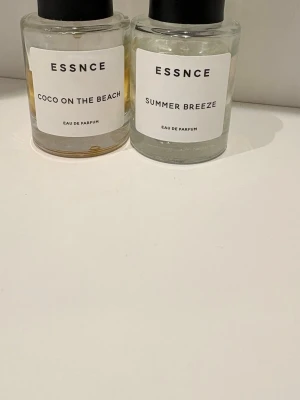 ESSNCE
COCO ON THE BEACH
EAU DE PARFUM
ESSNCE
SUMMER BREEZE
EAU DE PARFUM